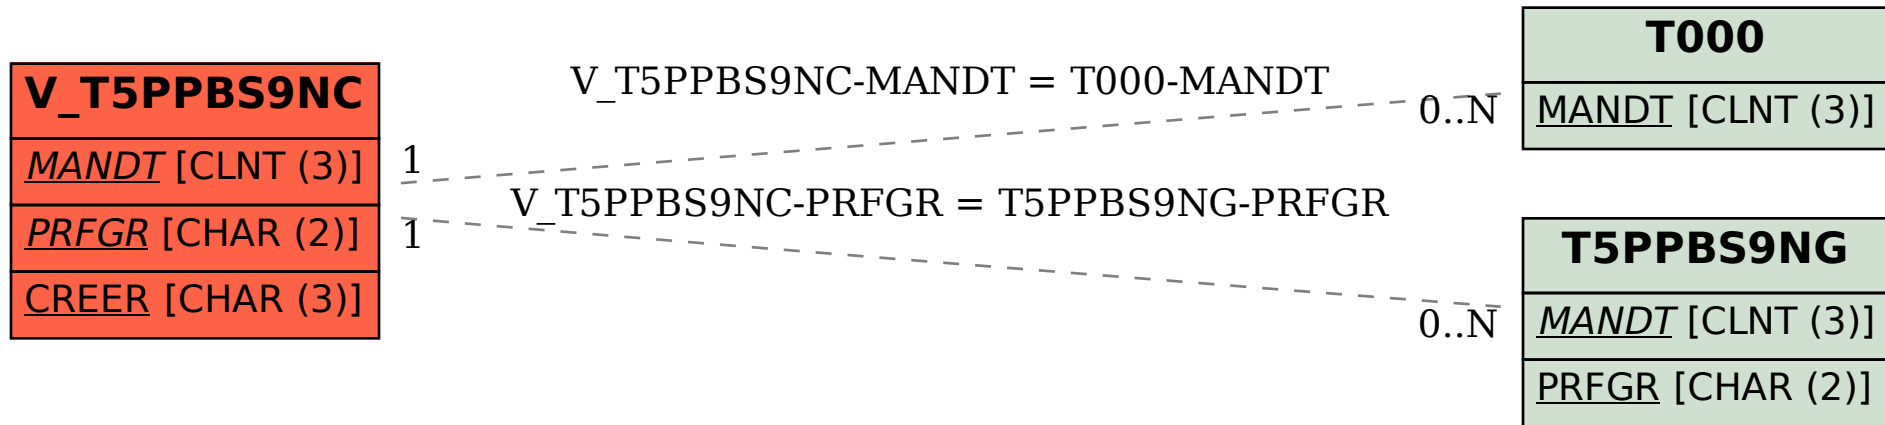 V_T5PPBS9NC
MANDT [CLNT (3)]
PRFGR [CHAR (2)]
CREER [CHAR (3)]
V_T5PPBS9NC-MANDT = T000-MANDT
1
0..N
V_T5PPBS9NC-PRFGR = T5PPBS9NG-PRFGR
1
0..N
T000
MANDT [CLNT (3)]
T5PPBS9NG
MANDT [CLNT (3)]
PRFGR [CHAR (2)]